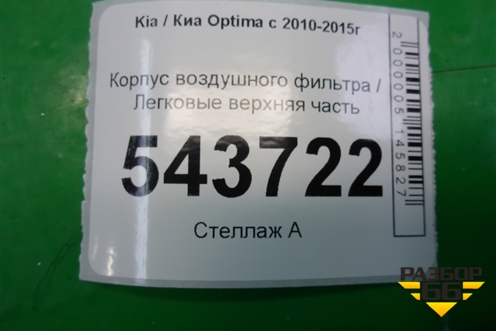 Kia / Киа Optima с 2010-2015г
Корпус воздушного фильтра /
Легковые верхняя часть
543722
Стеллаж А
2000005145827
РАЗБОР
66